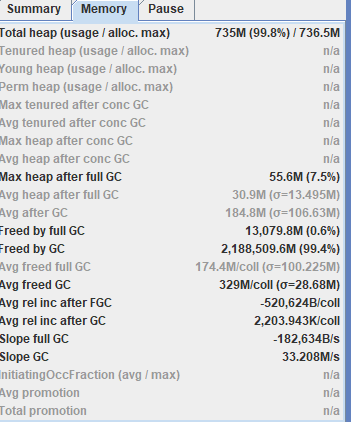 Summary Memory Pause
Total heap (usage / alloc. max) 735M (99.8%) / 736.5M
Tenured heap (usage / alloc. max) n/a
Young heap (usage / alloc. max) n/a
Perm heap (usage / alloc. max) n/a
Max tenured after conc GC n/a
Avg tenured after conc GC n/a
Max heap after conc GC n/a
Avg heap after conc GC n/a
Max heap after full GC 55.6M (7.5%)
Avg heap after full GC 30.9M (σ=13.495M)
Avg after GC 184.8M (σ=106.63M)
Freed by full GC 13,079.8M (0.6%)
Freed by GC 2,188,509.6M (99.4%)
Avg freed full GC 174.4M/coll (σ=100.225M)
Avg freed GC 329M/coll (σ=28.68M)
Avg rel inc after FGC -520,624B/coll
Avg rel inc after GC 2,203.943K/coll
Slope full GC -182,634B/s
Slope GC 33.208M/s
InitiatingOccFraction (avg / max) n/a
Avg promotion n/a
Total promotion n/a